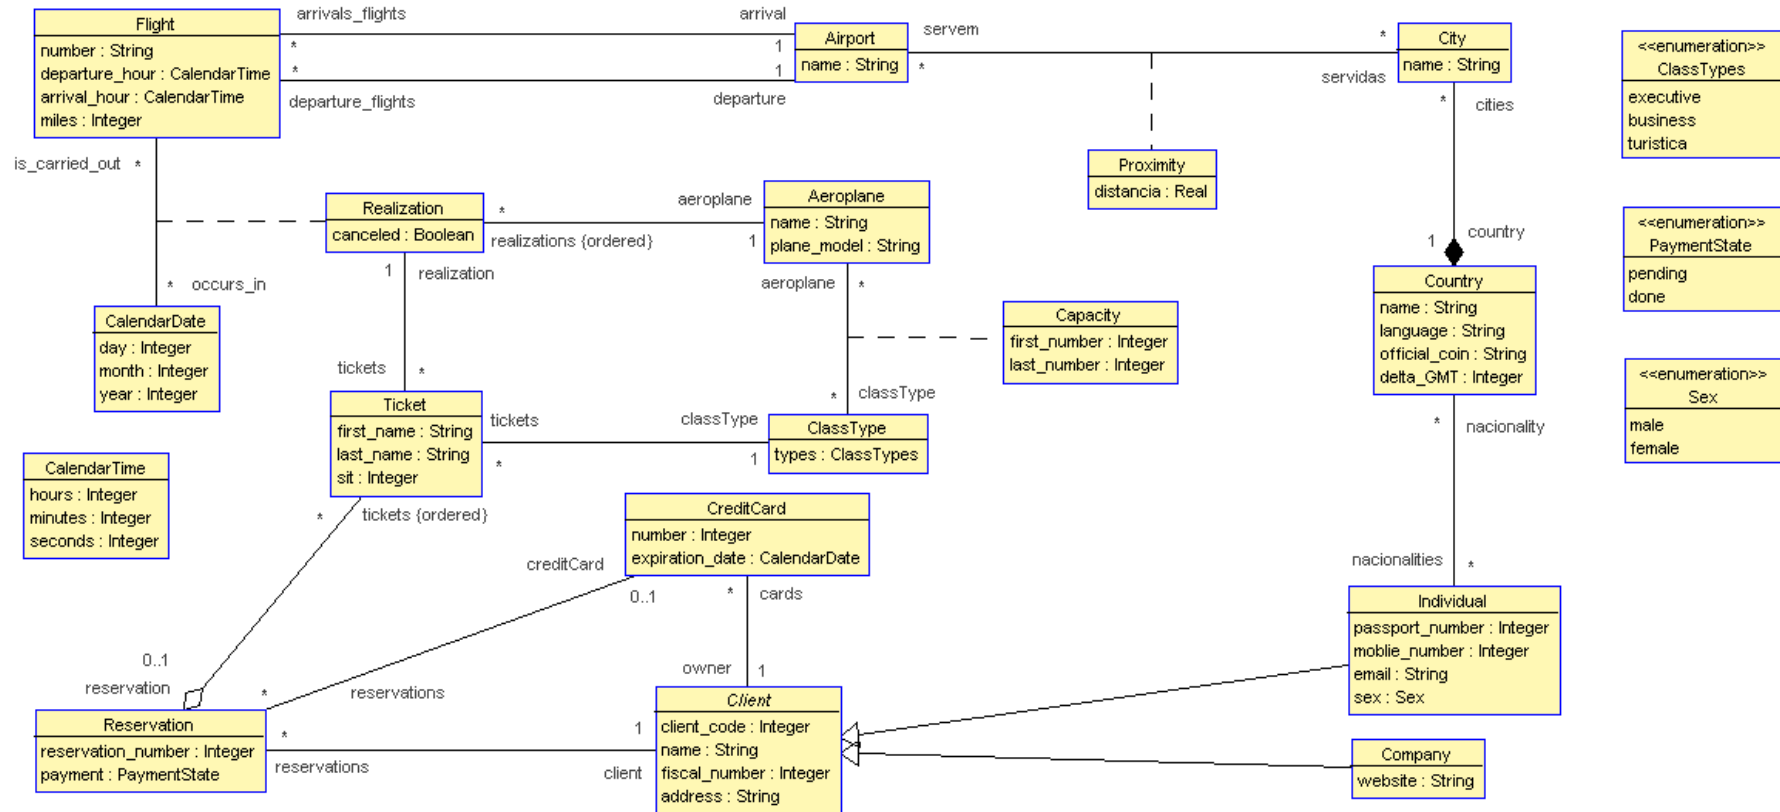 arrivals_flights
arrival
Flight
number : String
departure_hour : CalendarTime
arrival_hour : CalendarTime
miles : Integer
*
1
*
1
departure_flights
departure
Airport
name : String
servem
*
*
servidas
City
name : String
*
cities
<<enumeration>>
ClassTypes
executive
business
turistica
is_carried_out
*
Proximity
distancia : Real
Realization
canceled : Boolean
*
realizations {ordered}
aeroplane
1
Aeroplane
name : String
plane_model : String
<<enumeration>>
PaymentState
pending
done
1
country
1
realization
aeroplane
*
*
occurs_in
CalendarDate
day : Integer
month : Integer
year : Integer
Capacity
first_number : Integer
last_number : Integer
Country
name : String
language : String
official_coin : String
delta_GMT : Integer
<<enumeration>>
Sex
male
female
tickets
*
*
classType
Ticket
first_name : String
last_name : String
sit : Integer
tickets
*
classType
1
ClassType
types : ClassTypes
*
nacionality
CalendarTime
hours : Integer
minutes : Integer
seconds : Integer
*
tickets {ordered}
CreditCard
number : Integer
expiration_date : CalendarDate
creditCard
0..1
*
cards
nacionalities
*
Individual
passport_number : Integer
moblie_number : Integer
email : String
sex : Sex
0..1
reservation
*
reservations
owner
1
Reservation
reservation_number : Integer
payment : PaymentState
*
reservations
1
client
Client
client_code : Integer
name : String
fiscal_number : Integer
address : String
Company
website : String